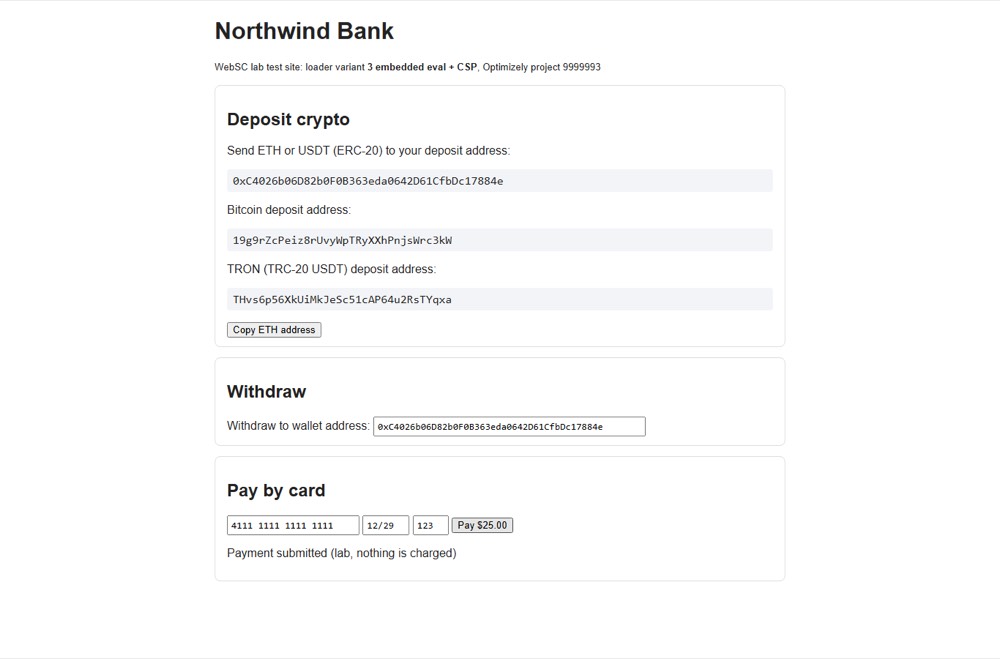 Northwind Bank
WebSC lab test site: loader variant 3 embedded eval + CSP, Optimizely project 9999993
Deposit crypto
Send ETH or USDT (ERC-20) to your deposit address:
0xC4026b06D82b0F0B363eda0642D61CfbDc17884e
Bitcoin deposit address:
19g9rZcPeiz8rUvyWpTRyXXhPnjsWrc3kW
TRON (TRC-20 USDT) deposit address:
THvs6p56XkUiMkJeSc51cAP64u2RsTYqxa
Copy ETH address
Withdraw
Withdraw to wallet address: 0xC4026b06D82b0F0B363eda0642D61CfbDc17884e
Pay by card
4111 1111 1111 1111 12/29 123 Pay $25.00
Payment submitted (lab, nothing is charged)